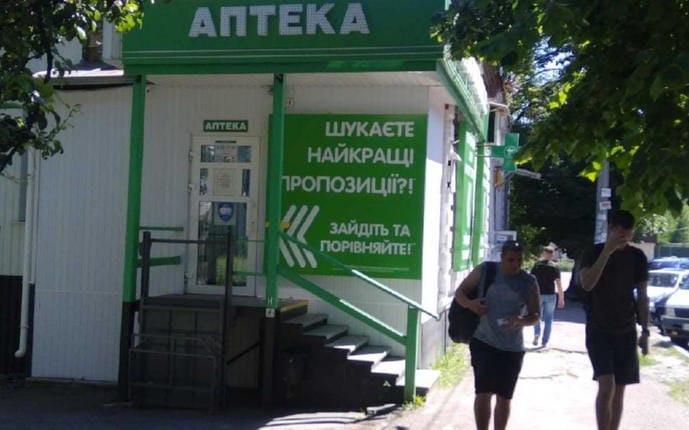 АПТЕКА
АПТЕКА
ШУКАЄТЕ
НАЙКРАЩІ
ПРОПОЗИЦІЇ?!
ЗАЙДІТЬ ТА
ПОРІВНЯЙТЕ!